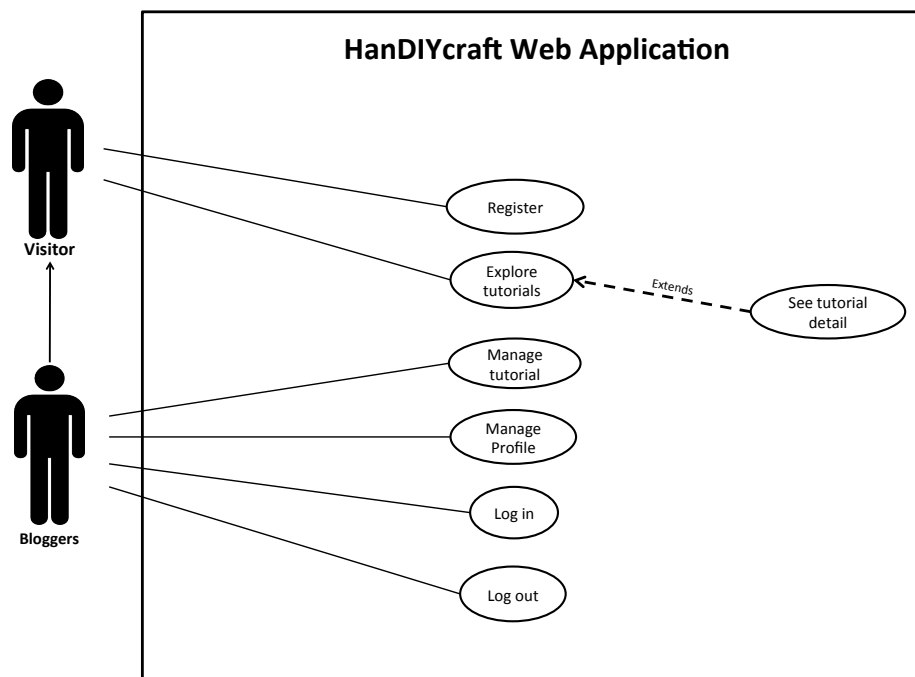 HanDIYcraft Web Application
Visitor
Register
Explore
tutorials
Extends
See tutorial
detail
Manage
tutorial
Manage
Profile
Bloggers
Log in
Log out